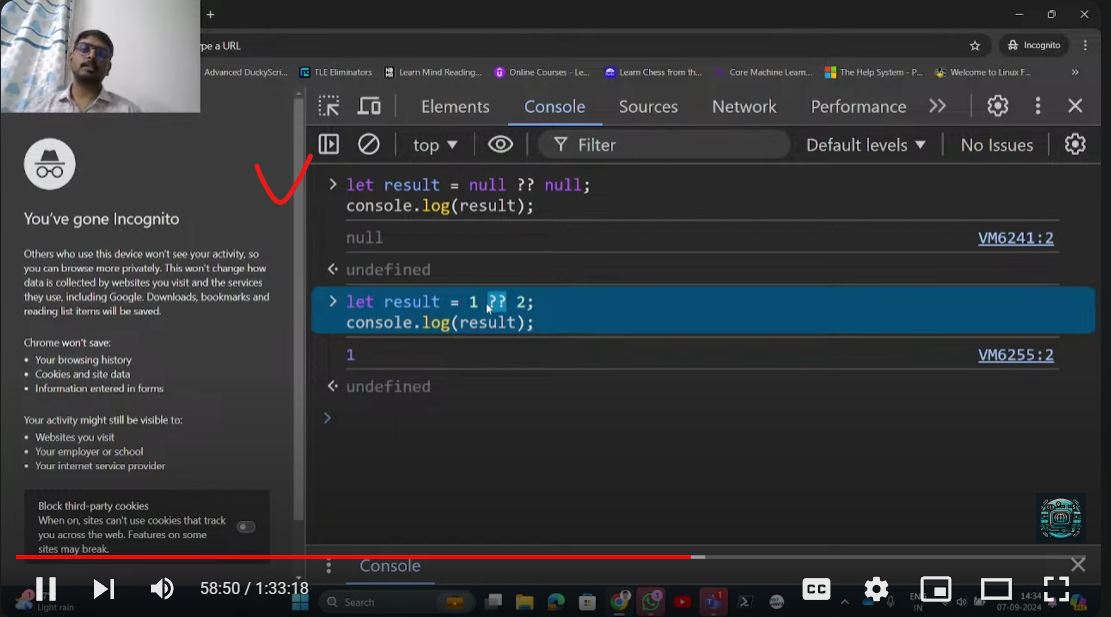 pe a URL
Incognito
Advanced DuckyScri...
TLE Eliminators
Learn Mind Reading...
Online Courses - Le...
Learn Chess from th...
Core Machine Learn...
The Help System - P...
Welcome to Linux F...
Elements
Console
Sources
Network
Performance
top
Filter
Default levels
No Issues
let result = null ?? null;
console.log(result);
null
VM6241:2
undefined
let result = 1 ?? 2;
console.log(result);
1
VM6255:2
undefined
You've gone Incognito
Others who use this device won't see your activity, so
you can browse more privately. This won't change how
data is collected by websites you visit and the services
they use, including Google. Downloads, bookmarks and
reading list items will be saved.
Chrome won't save:
• Your browsing history
• Cookies and site data
• Information entered in forms
Your activity might still be visible to:
• Websites you visit
• Your employer or school
• Your internet service provider
Block third-party cookies
When on, sites can't use cookies that track
you across the web. Features on some
sites may break.
Console
58:50 / 1:33:18
CC
Light rain
Search
ENG
IN
14:34
07-09-2024